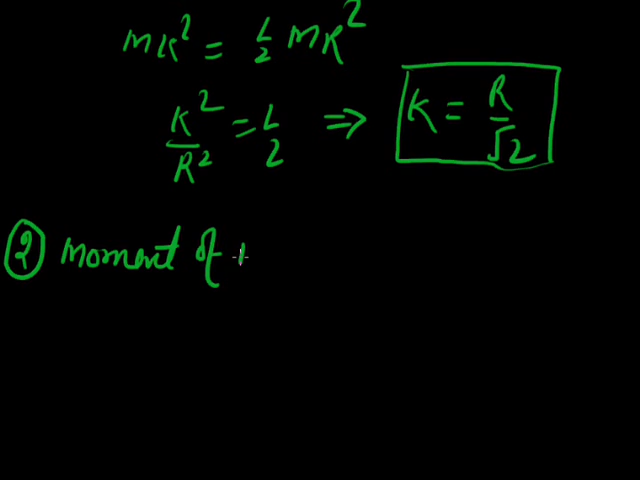 mK² = 1/2 MR²
K²/R² = 1/2 ⇒ K = R/√2
② Moment of